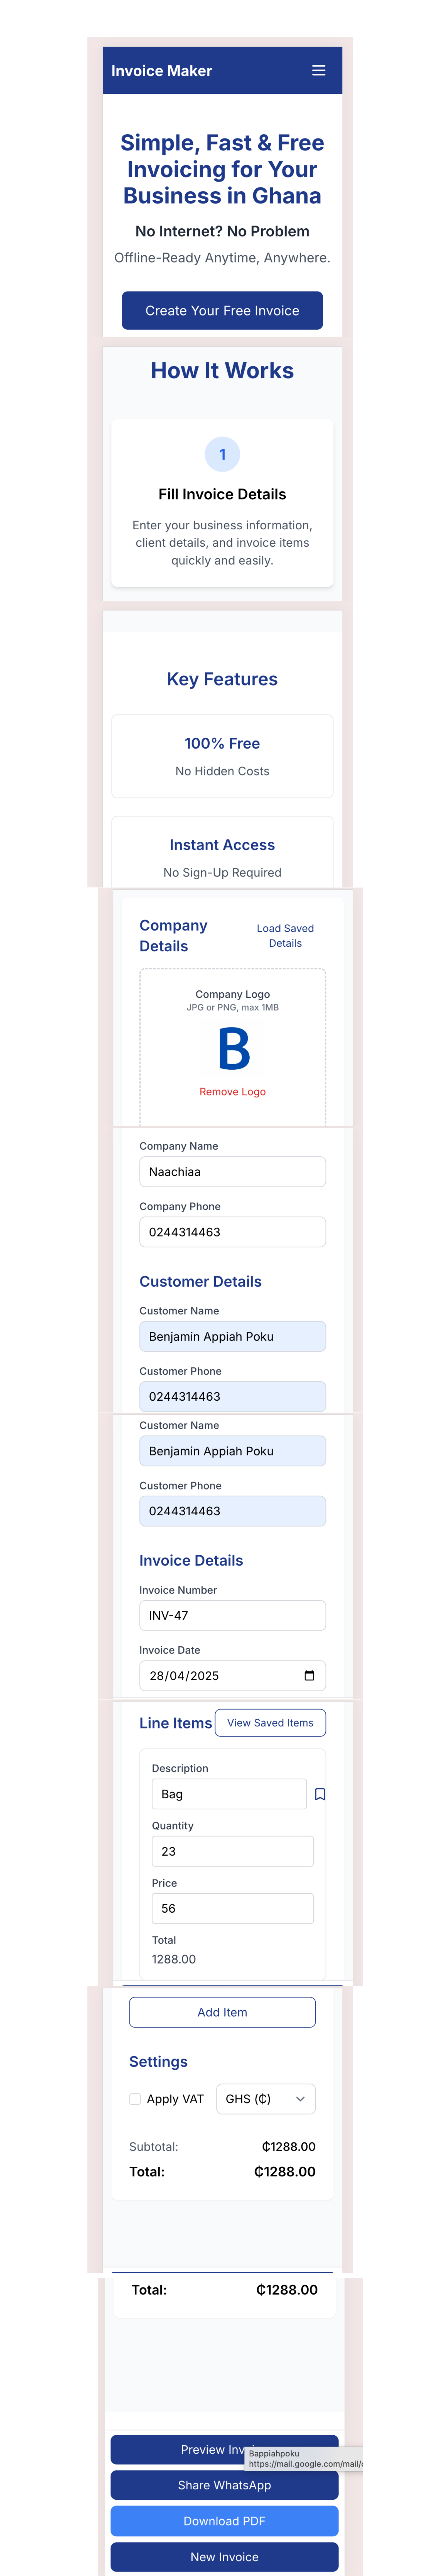 Invoice Maker
Simple, Fast & Free
Invoicing for Your
Business in Ghana
No Internet? No Problem
Offline-Ready Anytime, Anywhere.
Create Your Free Invoice
How It Works
1
Fill Invoice Details
Enter your business information,
client details, and invoice items
quickly and easily.
Key Features
100% Free
No Hidden Costs
Instant Access
No Sign-Up Required
Company
Details
Load Saved
Details
Company Logo
JPG or PNG, max 1MB
B
Remove Logo
Company Name
Naachiaa
Company Phone
0244314463
Customer Details
Customer Name
Benjamin Appiah Poku
Customer Phone
0244314463
Customer Name
Benjamin Appiah Poku
Customer Phone
0244314463
Invoice Details
Invoice Number
INV-47
Invoice Date
28/04/2025
Line Items
View Saved Items
Description
Bag
Quantity
23
Price
56
Total
1288.00
Add Item
Settings
Apply VAT
GHS (₵)
Subtotal: ₵1288.00
Total: ₵1288.00
Total: ₵1288.00
Preview
Bappiahpoku
https://mail.google.com/mail/
Share WhatsApp
Download PDF
New Invoice